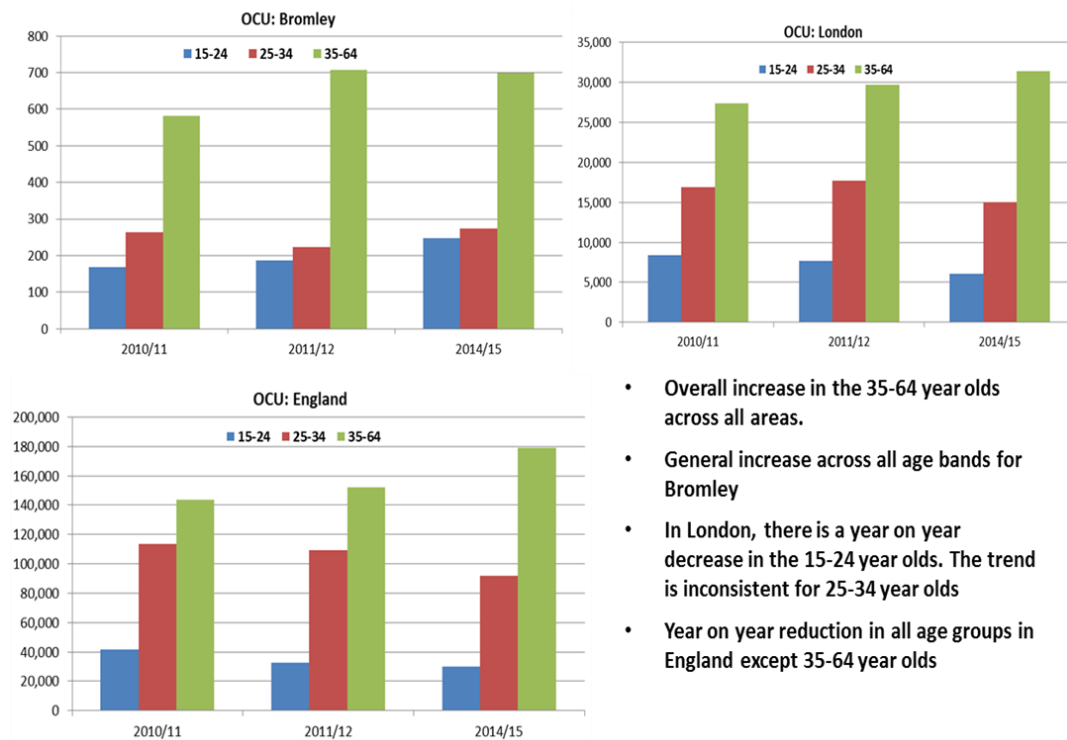 OCU: Bromley
15-24 25-34 35-64
800
700
600
500
400
300
200
100
0
2010/11 2011/12 2014/15
OCU: London
15-24 25-34 35-64
35,000
30,000
25,000
20,000
15,000
10,000
5,000
0
2010/11 2011/12 2014/15
OCU: England
15-24 25-34 35-64
200,000
180,000
160,000
140,000
120,000
100,000
80,000
60,000
40,000
20,000
0
2010/11 2011/12 2014/15
• Overall increase in the 35-64 year olds
across all areas.
• General increase across all age bands for
Bromley
• In London, there is a year on year
decrease in the 15-24 year olds. The trend
is inconsistent for 25-34 year olds
• Year on year reduction in all age groups in
England except 35-64 year olds